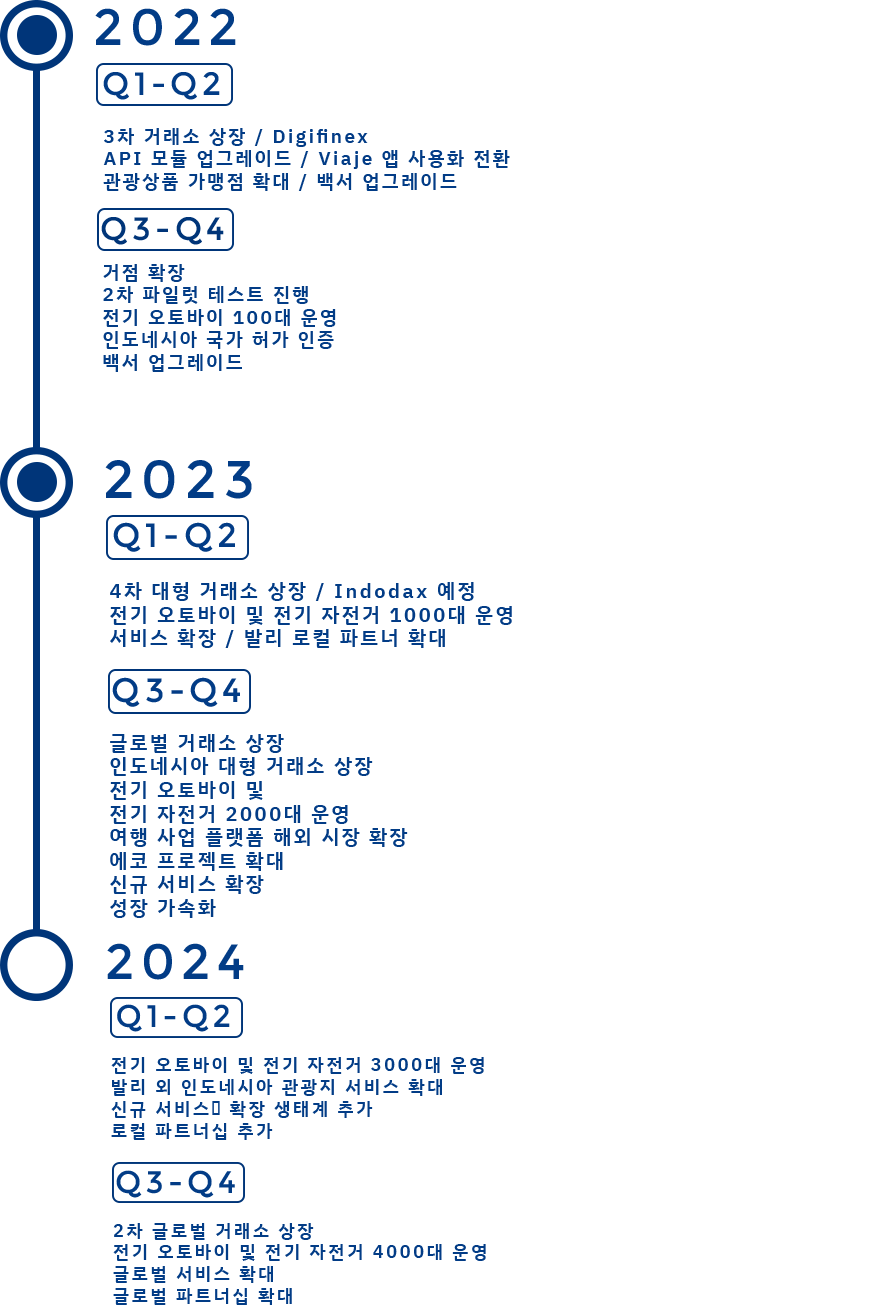 2022
Q1-Q2
3차 거래소 상장 / Digifinex
API 모듈 업그레이드 / Viaje 앱 사용화 전환
관광상품 가맹점 확대 / 백서 업그레이드
Q3-Q4
거점 확장
2차 파일럿 테스트 진행
전기 오토바이 100대 운영
인도네시아 국가 허가 인증
백서 업그레이드
2023
Q1-Q2
4차 대형 거래소 상장 / Indodax 예정
전기 오토바이 및 전기 자전거 1000대 운영
서비스 확장 / 발리 로컬 파트너 확대
Q3-Q4
글로벌 거래소 상장
인도네시아 대형 거래소 상장
전기 오토바이 및
전기 자전거 2000대 운영
여행 사업 플랫폼 해외 시장 확장
에코 프로젝트 확대
신규 서비스 확장
성장 가속화
2024
Q1-Q2
전기 오토바이 및 전기 자전거 3000대 운영
발리 외 인도네시아 관광지 서비스 확대
신규 서비스 확장 생태계 추가
로컬 파트너십 추가
Q3-Q4
2차 글로벌 거래소 상장
전기 오토바이 및 전기 자전거 4000대 운영
글로벌 서비스 확대
글로벌 파트너십 확대